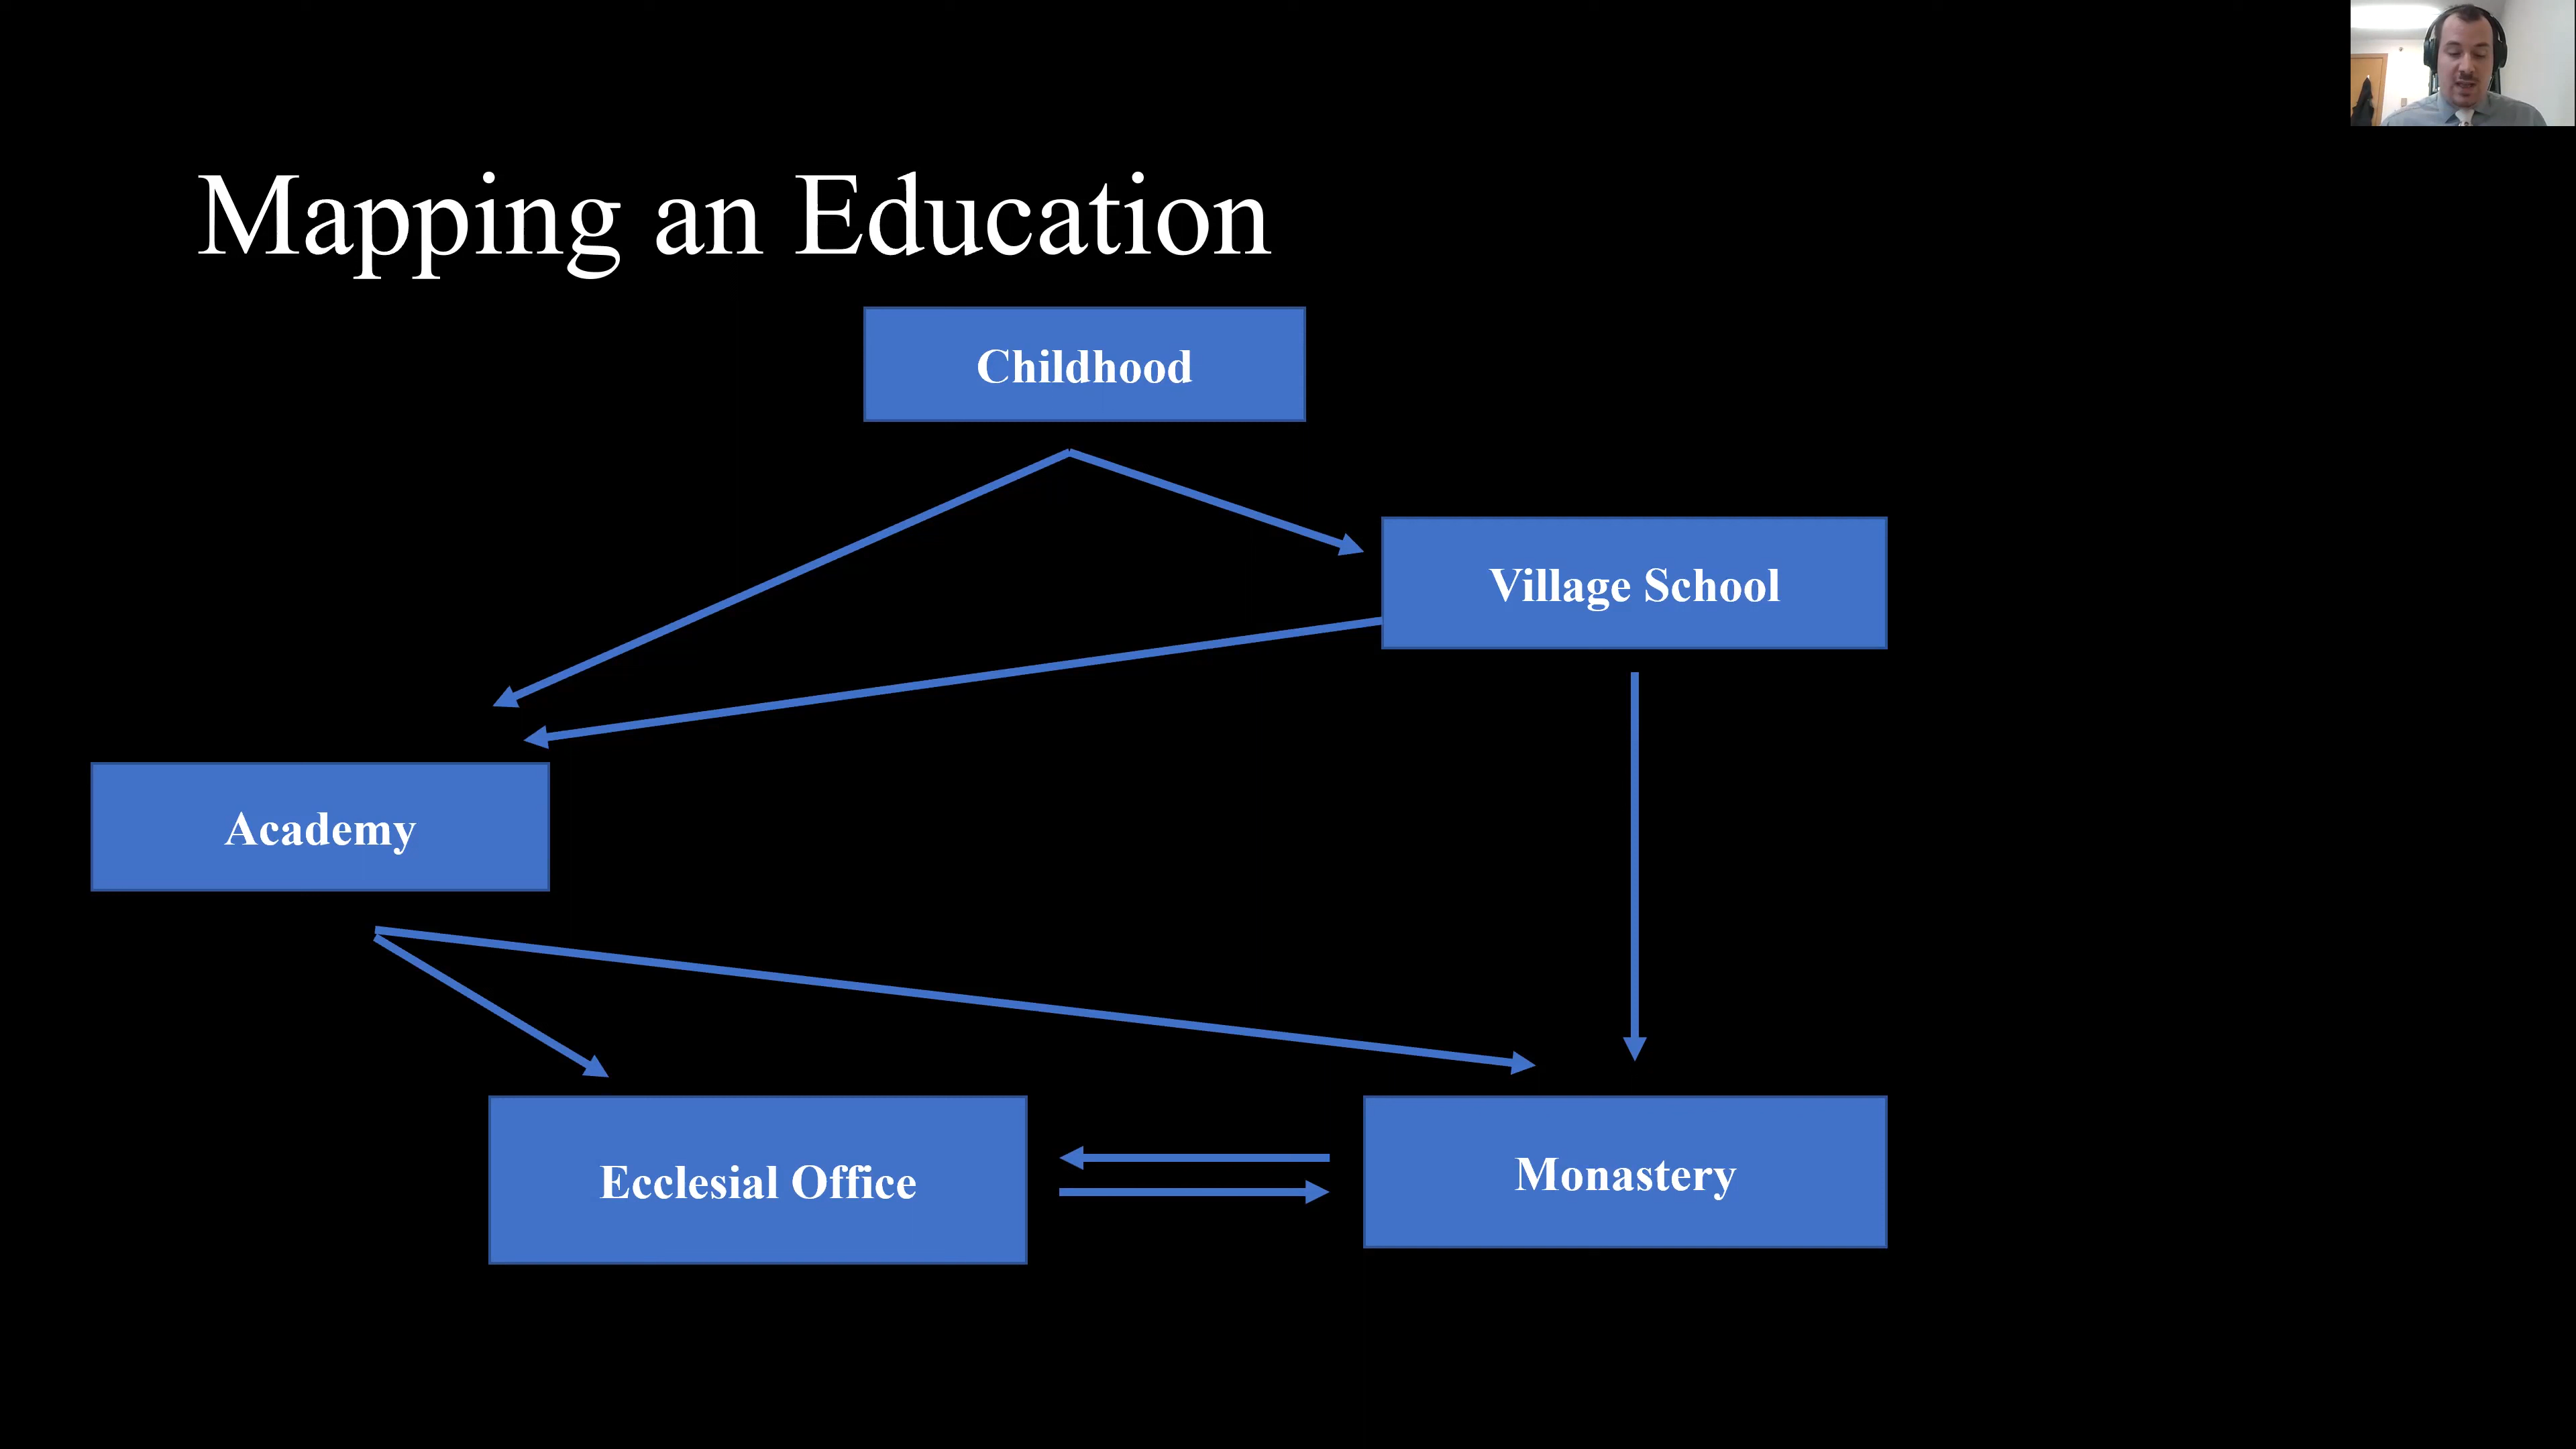 Mapping an Education
Childhood
Village School
Academy
Ecclesial Office
Monastery